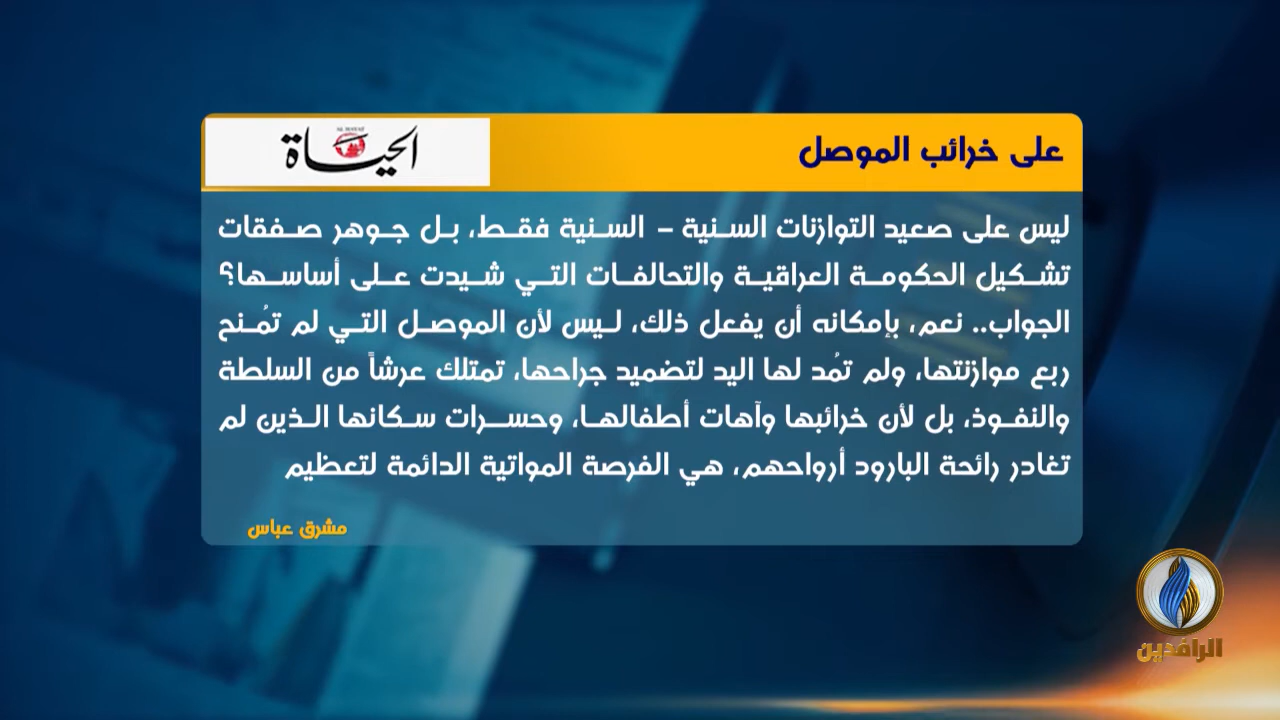 على خرائب الموصل
الحياة
AL HAYAT
ليس على صعيد التوازنات السنية – السنية فقط، بل جوهر صفقات
تشكيل الحكومة العراقية والتحالفات التي شيدت على أساسها؟
الجواب.. نعم، بإمكانه أن يفعل ذلك، ليس لأن الموصل التي لم تُمنح
ربع موازنتها، ولم تُمد لها اليد لتضميد جراحها، تمتلك عرشاً من السلطة
والنفوذ، بل لأن خرائبها وآهات أطفالها، وحسرات سكانها الذين لم
تغادر رائحة البارود أرواحهم، هي الفرصة المواتية الدائمة لتعظيم
مشرق عباس
الرافدين